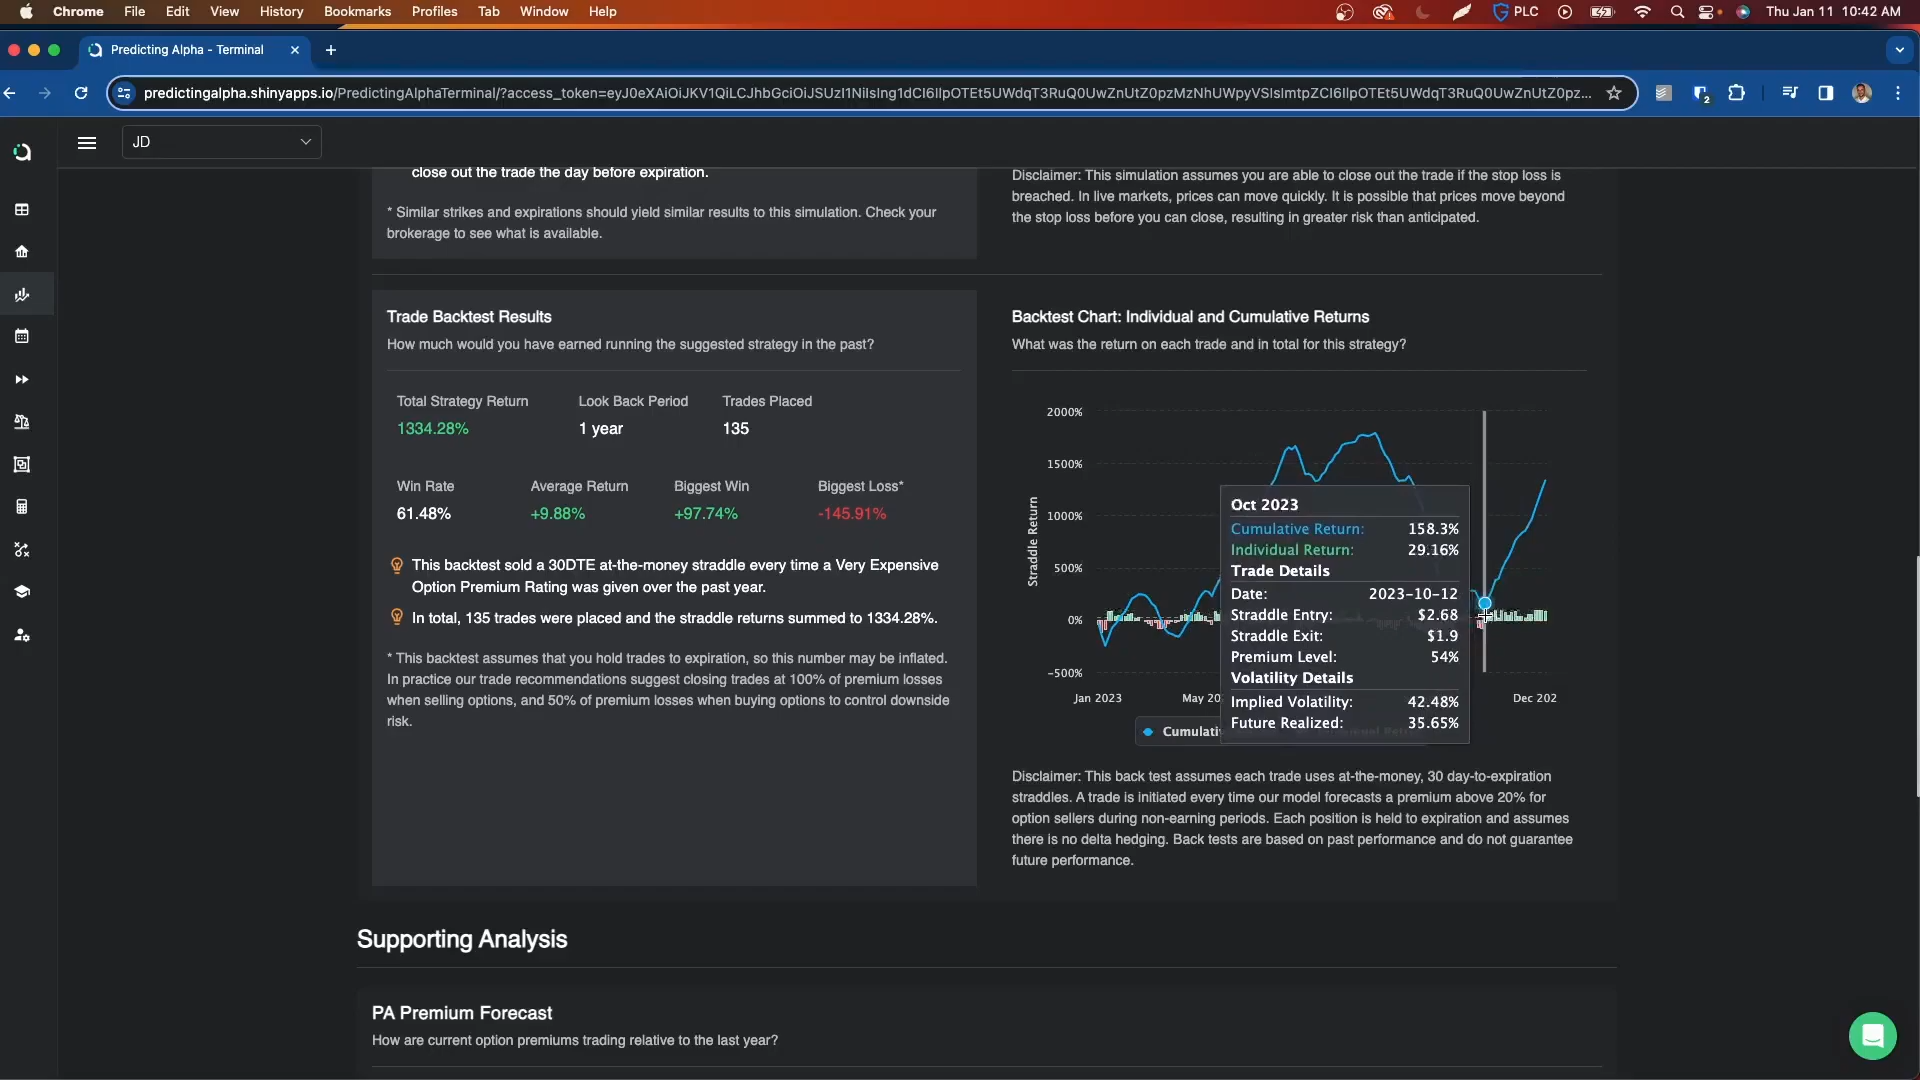 Chrome File Edit View History Bookmarks Profiles Tab Window Help PLC Thu Jan 11 10:42 AM
Predicting Alpha - Terminal
JD
close out the trade the day before expiration.
* Similar strikes and expirations should yield similar results to this simulation. Check your
brokerage to see what is available.
Disclaimer: This simulation assumes you are able to close out the trade if the stop loss is
breached. In live markets, prices can move quickly. It is possible that prices move beyond
the stop loss before you can close, resulting in greater risk than anticipated.
Trade Backtest Results
How much would you have earned running the suggested strategy in the past?
Total Strategy Return Look Back Period Trades Placed
1334.28% 1 year 135
Win Rate Average Return Biggest Win Biggest Loss*
61.48% +9.88% +97.74% -145.91%
This backtest sold a 30DTE at-the-money straddle every time a Very Expensive
Option Premium Rating was given over the past year.
In total, 135 trades were placed and the straddle returns summed to 1334.28%.
* This backtest assumes that you hold trades to expiration, so this number may be inflated.
In practice our trade recommendations suggest closing trades at 100% of premium losses
when selling options, and 50% of premium losses when buying options to control downside
risk.
Backtest Chart: Individual and Cumulative Returns
What was the return on each trade and in total for this strategy?
Straddle Return
2000%
1500%
1000%
500%
0%
-500%
Jan 2023 May 20 Dec 202
Oct 2023
Cumulative Return: 158.3%
Individual Return: 29.16%
Trade Details
Date: 2023-10-12
Straddle Entry: $2.68
Straddle Exit: $1.9
Premium Level: 54%
Volatility Details
Implied Volatility: 42.48%
Future Realized: 35.65%
Cumulativ
Disclaimer: This back test assumes each trade uses at-the-money, 30 day-to-expiration
straddles. A trade is initiated every time our model forecasts a premium above 20% for
option sellers during non-earning periods. Each position is held to expiration and assumes
there is no delta hedging. Back tests are based on past performance and do not guarantee
future performance.
Supporting Analysis
PA Premium Forecast
How are current option premiums trading relative to the last year?